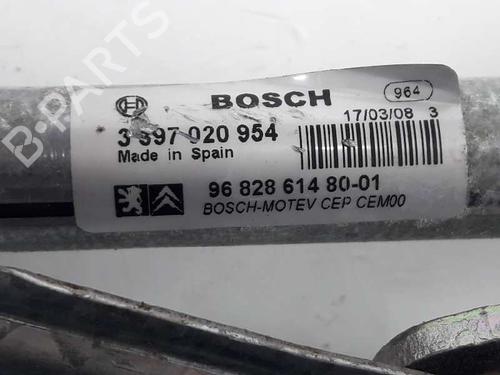 B-PARTS
BOSCH
964
3 397 020 954
17/03/08 3
Made in Spain
96 828 614 80-01
BOSCH-MOTEV CEP CEM00